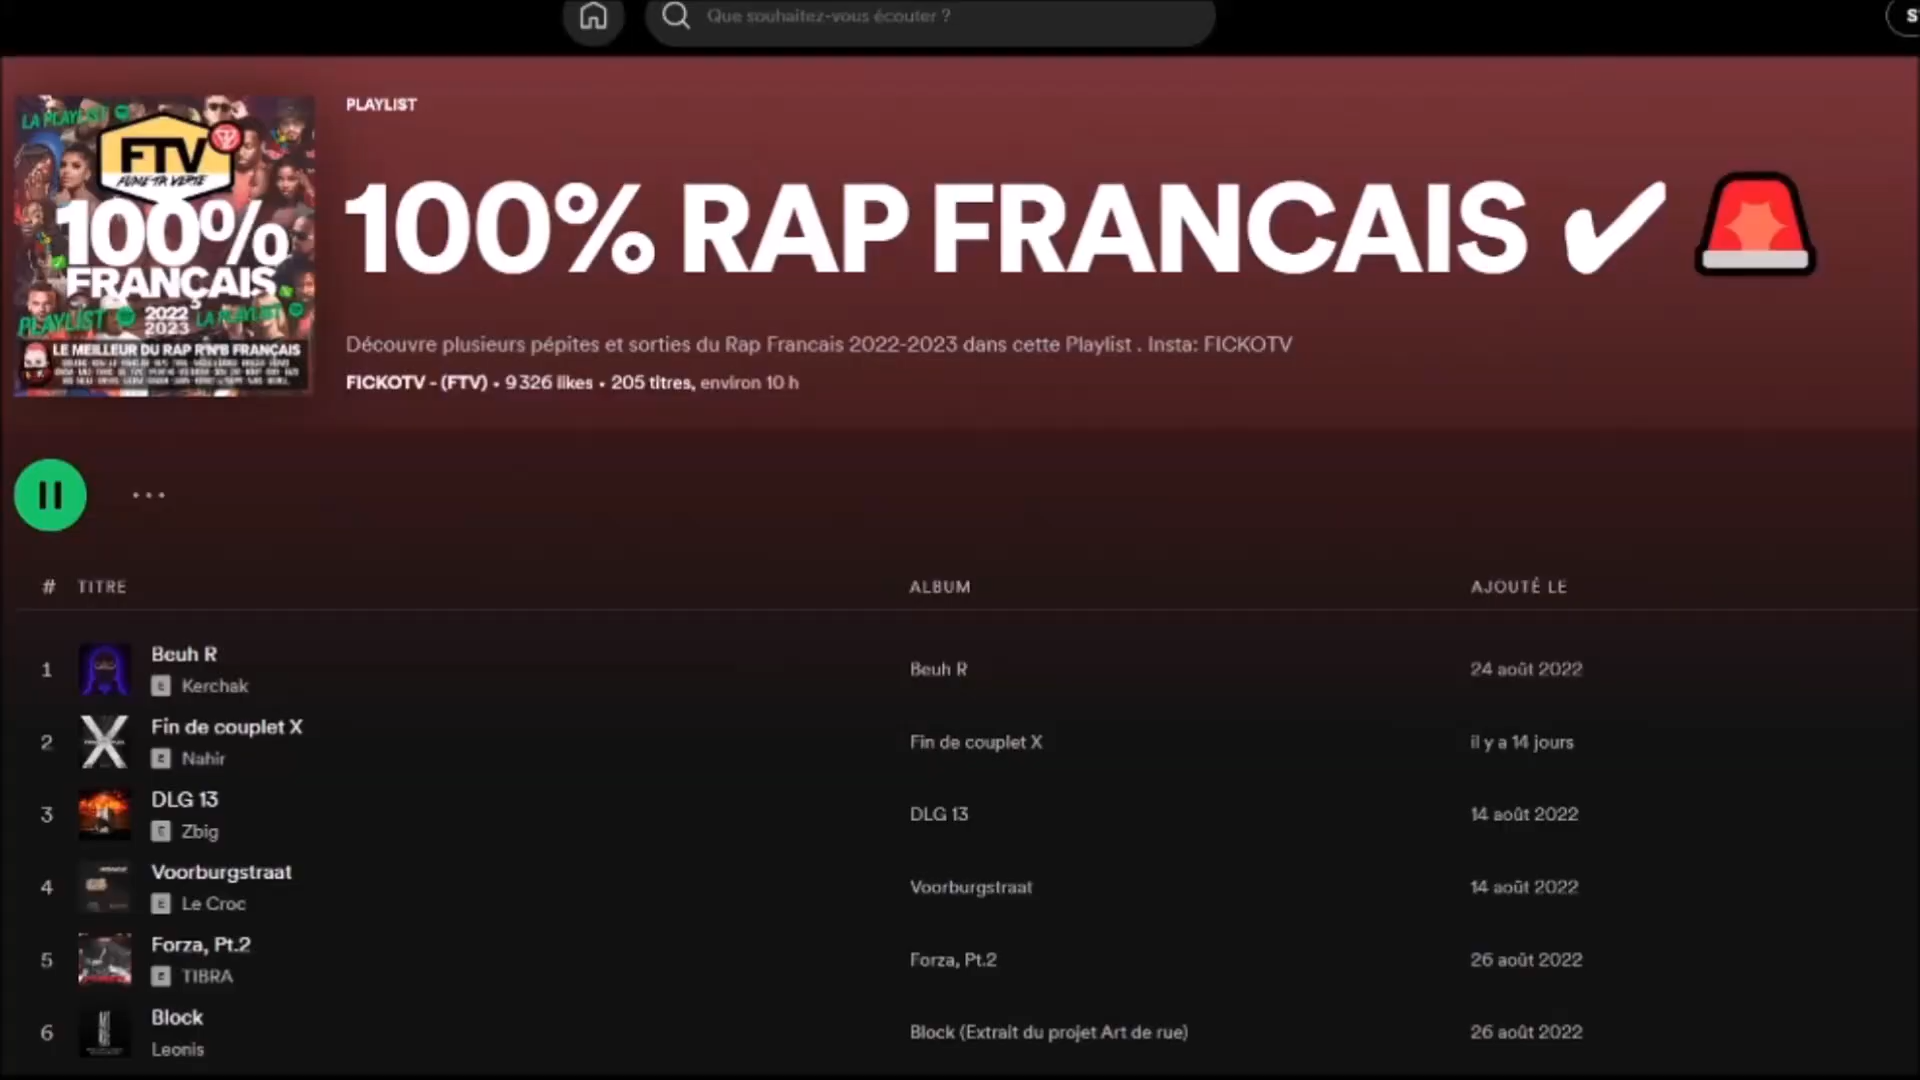 Que souhaitez-vous écouter ?
S
LA PLAYLIST
FTV
FUME-TA VERTE
100%
FRANÇAIS
PLAYLIST
2022
2023
LA PLAYLIST
LE MEILLEUR DU RAP R'N'B FRANÇAIS
PLAYLIST
100% RAP FRANCAIS ✔️ 🚨
Découvre plusieurs pépites et sorties du Rap Francais 2022-2023 dans cette Playlist . Insta: FICKOTV
FICKOTV - (FTV) • 9 326 likes • 205 titres, environ 10 h
# TITRE ALBUM AJOUTÉ LE
1 Beuh R Beuh R 24 août 2022
E Kerchak
2 Fin de couplet X Fin de couplet X il y a 14 jours
E Nahir
3 DLG 13 DLG 13 14 août 2022
E Zbig
4 Voorburgstraat Voorburgstraat 14 août 2022
E Le Croc
5 Forza, Pt.2 Forza, Pt.2 26 août 2022
E TIBRA
6 Block Block (Extrait du projet Art de rue) 26 août 2022
Leonis